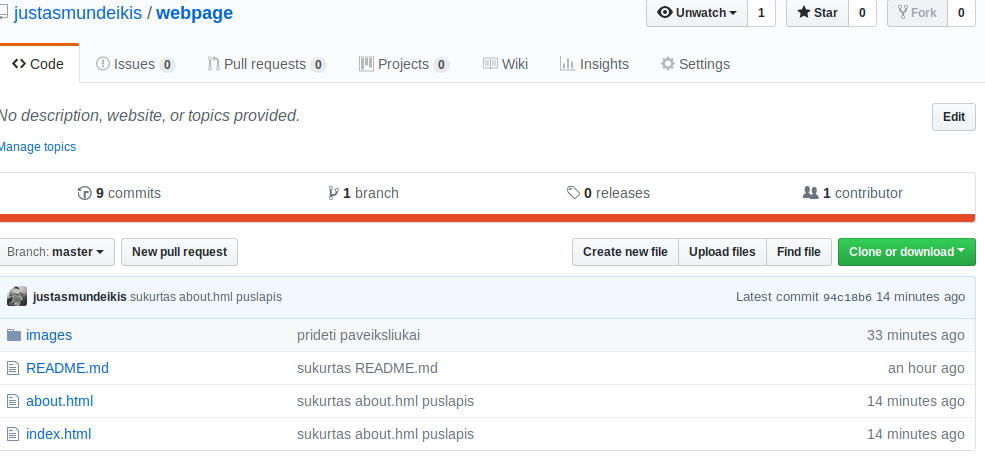 justasmundeikis / webpage
Unwatch 1 Star 0 Fork 0
Code Issues 0 Pull requests 0 Projects 0 Wiki Insights Settings
No description, website, or topics provided.
Edit
Manage topics
9 commits 1 branch 0 releases 1 contributor
Branch: master New pull request Create new file Upload files Find file Clone or download
justasmundeikis sukurtas about.hml puslapis Latest commit 94c18b6 14 minutes ago
images prideti paveiksliukai 33 minutes ago
README.md sukurtas README.md an hour ago
about.html sukurtas about.hml puslapis 14 minutes ago
index.html sukurtas about.hml puslapis 14 minutes ago